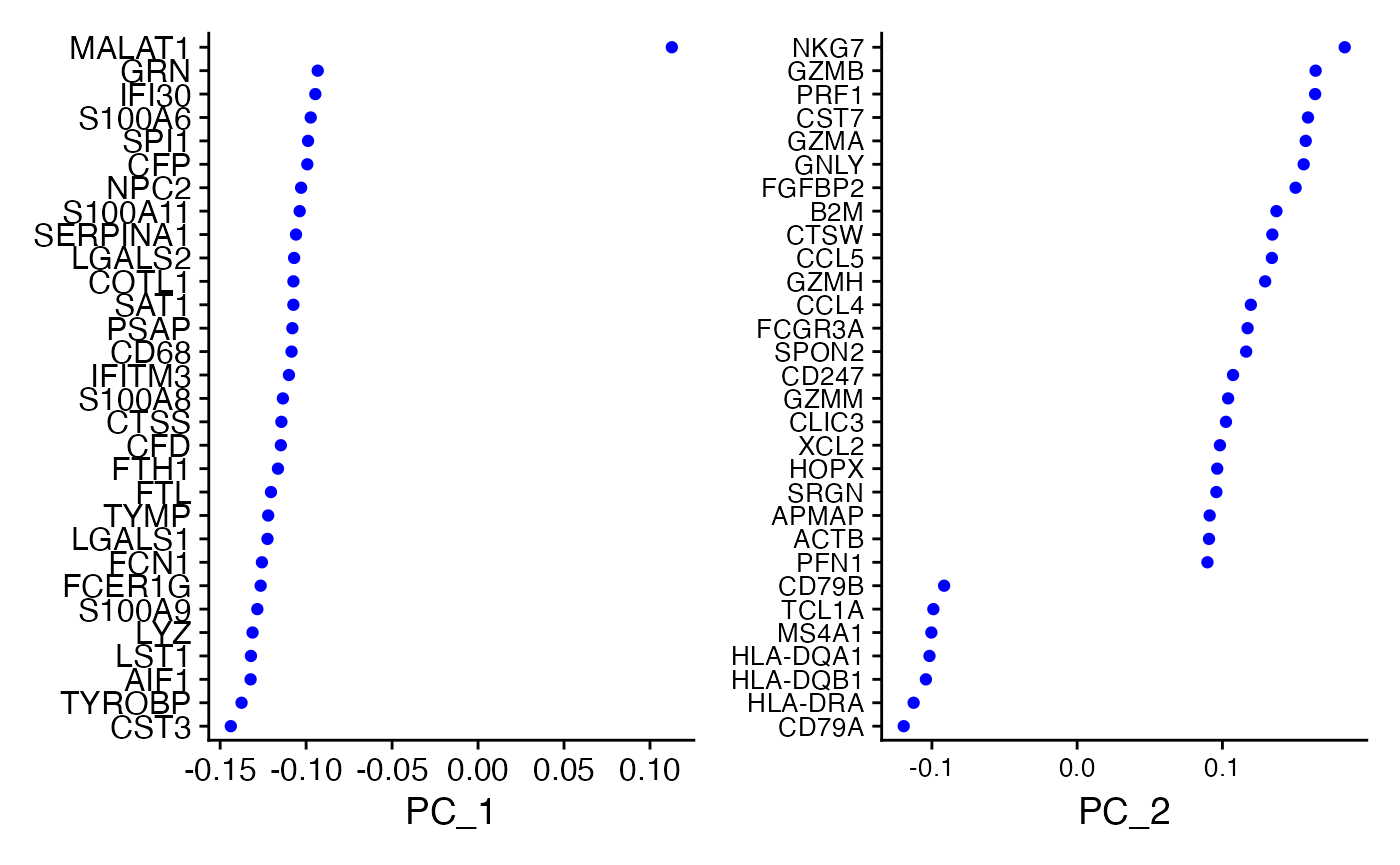 MALAT1
GRN
IFI30
S100A6
SPI1
CFP
NPC2
S100A11
SERPINA1
LGALS2
COTL1
SAT1
PSAP
CD68
IFITM3
S100A8
CTSS
CFD
FTH1
FTL
TYMP
LGALS1
FCN1
FCER1G
S100A9
LYZ
LST1
AIF1
TYROBP
CST3
-0.15 -0.10 -0.05 0.00 0.05 0.10
PC_1
NKG7
GZMB
PRF1
CST7
GZMA
GNLY
FGFBP2
B2M
CTSW
CCL5
GZMH
CCL4
FCGR3A
SPON2
CD247
GZMM
CLIC3
XCL2
HOPX
SRGN
APMAP
ACTB
PFN1
CD79B
TCL1A
MS4A1
HLA-DQA1
HLA-DQB1
HLA-DRA
CD79A
-0.1 0.0 0.1
PC_2